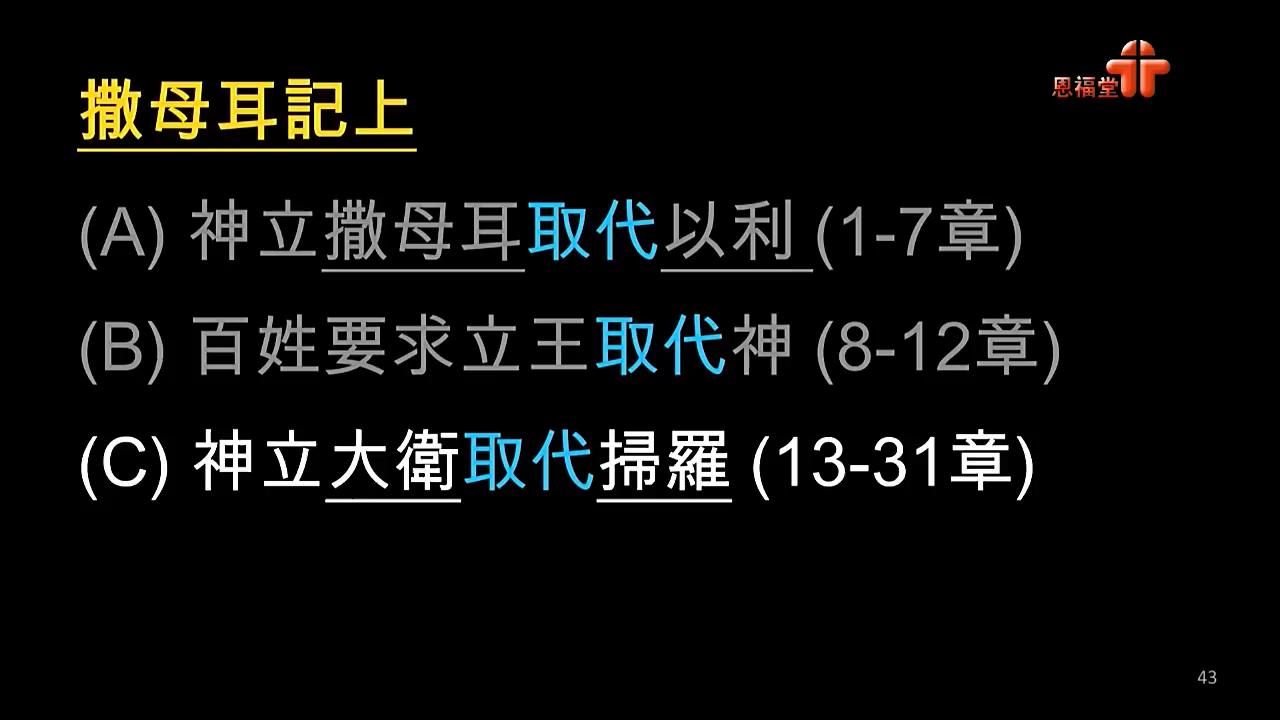 恩福堂
撒母耳記上
(A) 神立撒母耳取代以利 (1-7章)
(B) 百姓要求立王取代神 (8-12章)
(C) 神立大衛取代掃羅 (13-31章)
43